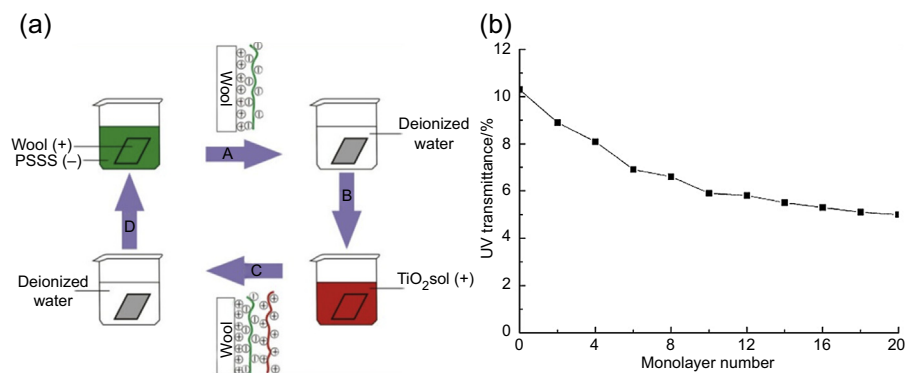 (a)
Wool
Wool (+)
PSSS (–)
A
Deionized
water
B
D
Deionized
water
C
TiO2sol (+)
Wool
(b)
UV transmittance/%
12
10
8
6
4
2
0
0 4 8 12 16 20
Monolayer number